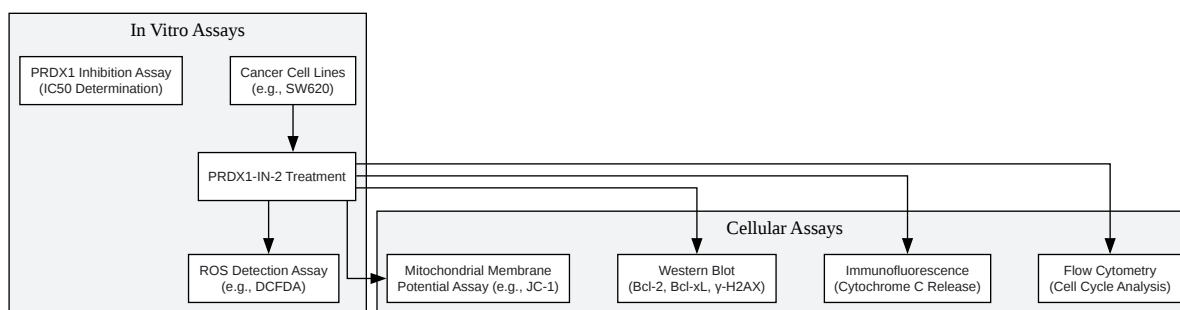 In Vitro Assays
PRDX1 Inhibition Assay
(IC50 Determination)
Cancer Cell Lines
(e.g., SW620)
PRDX1-IN-2 Treatment
ROS Detection Assay
(e.g., DCFDA)
Cellular Assays
Mitochondrial Membrane
Potential Assay (e.g., JC-1)
Western Blot
(Bcl-2, Bcl-xL, γ-H2AX)
Immunofluorescence
(Cytochrome C Release)
Flow Cytometry
(Cell Cycle Analysis)